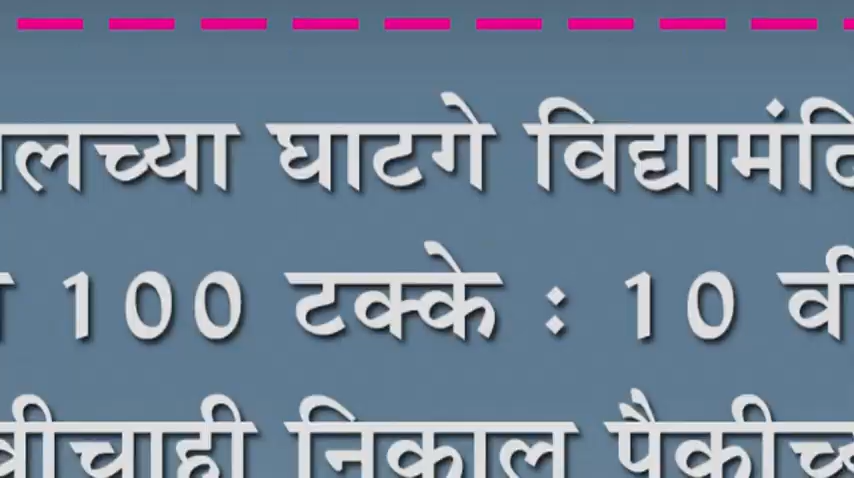 लच्या घाटगे विद्यामंदि
100 टक्के : 10 वी
वीचाही निकाल पैकीच